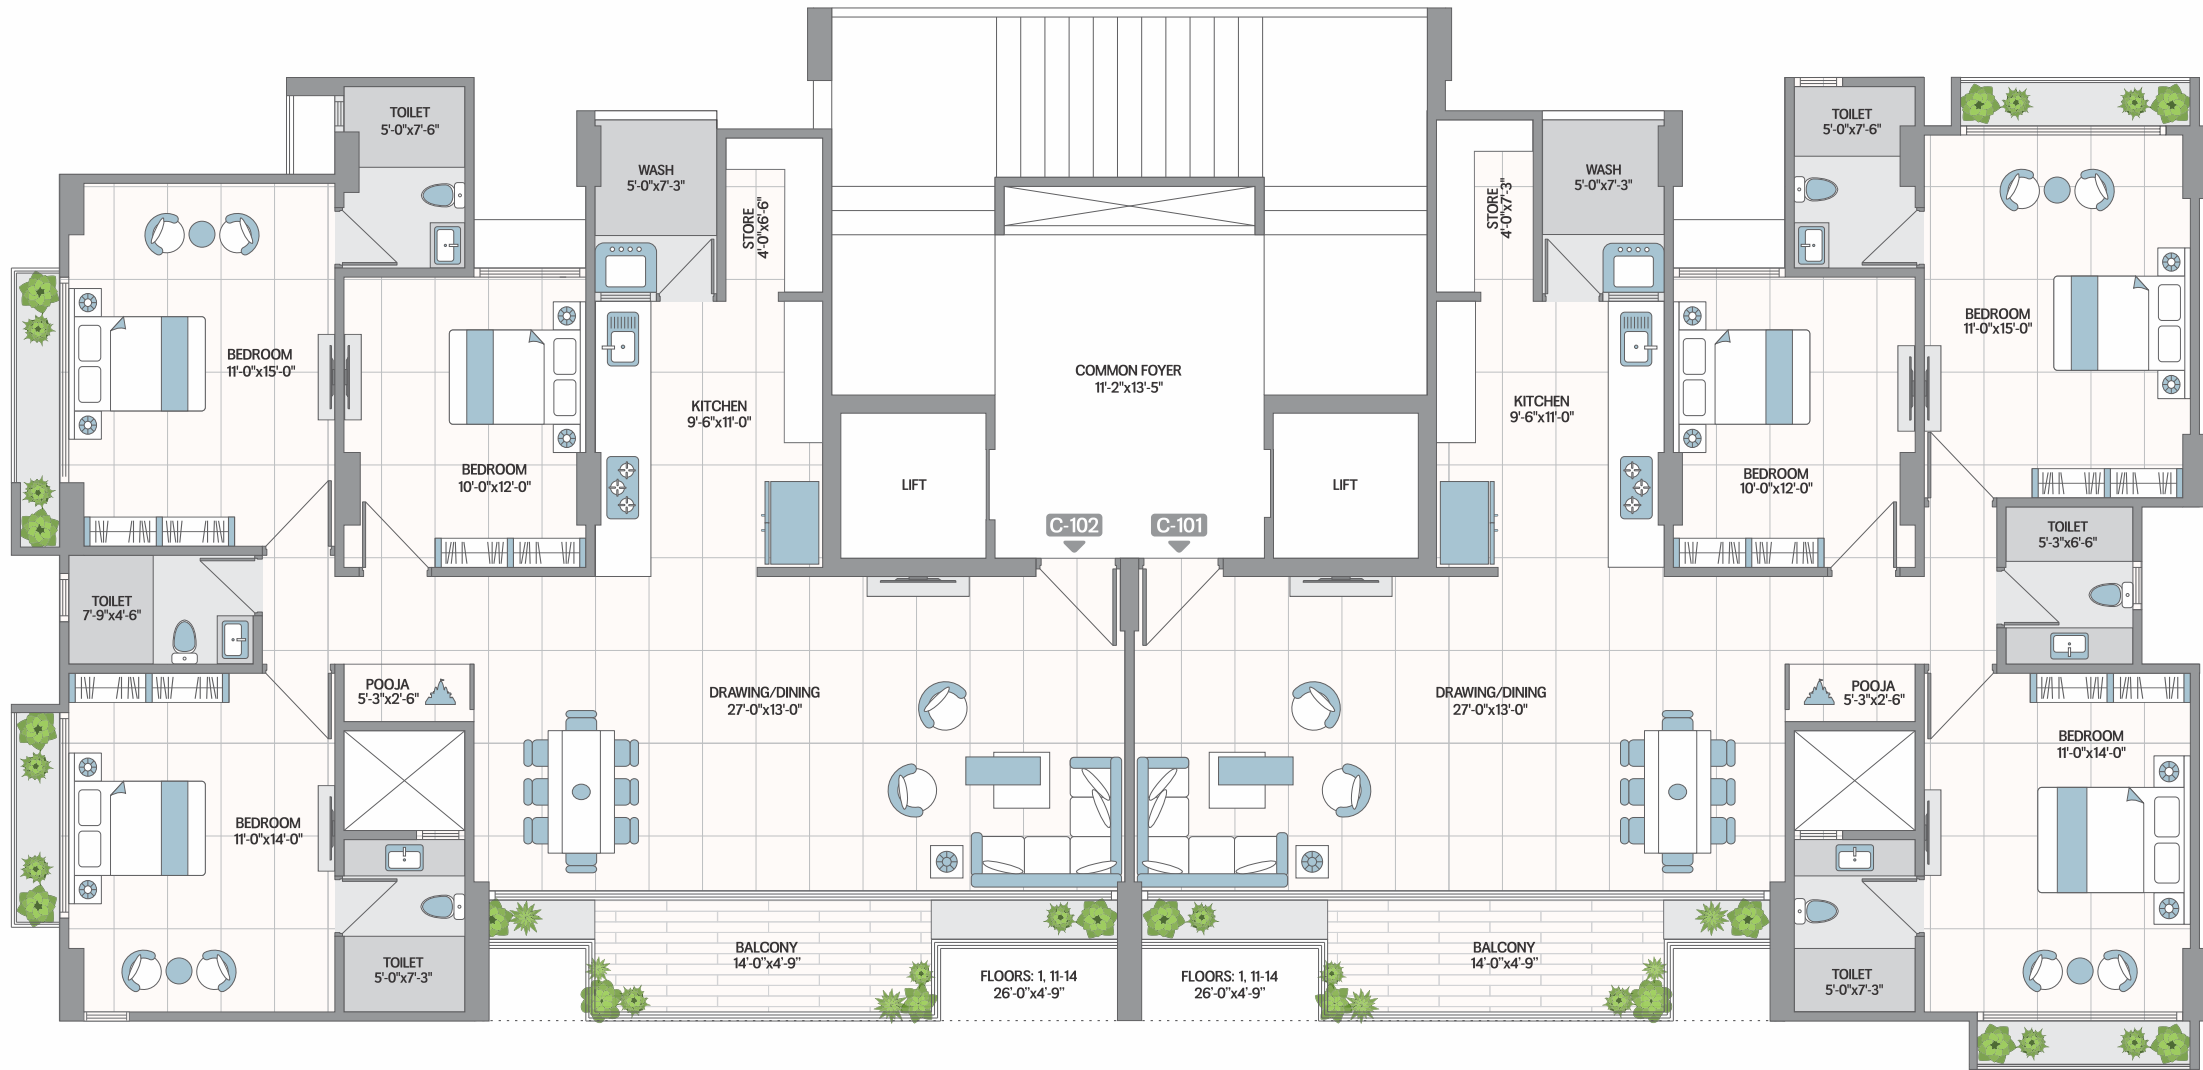 TOILET
5'-0"x7'-6"
WASH
5'-0"x7'-3"
STORE
4'-0"x6'-6"
STORE
4'-0"x7'-3"
WASH
5'-0"x7'-3"
TOILET
5'-0"x7'-6"
BEDROOM
11'-0"x15'-0"
BEDROOM
10'-0"x12'-0"
KITCHEN
9'-6"x11'-0"
COMMON FOYER
11'-2"x13'-5"
KITCHEN
9'-6"x11'-0"
BEDROOM
10'-0"x12'-0"
BEDROOM
11'-0"x15'-0"
LIFT
LIFT
C-102
C-101
TOILET
5'-3"x6'-6"
TOILET
7'-9"x4'-6"
POOJA
5'-3"x2'-6"
DRAWING/DINING
27'-0"x13'-0"
DRAWING/DINING
27'-0"x13'-0"
POOJA
5'-3"x2'-6"
BEDROOM
11'-0"x14'-0"
BEDROOM
11'-0"x14'-0"
TOILET
5'-0"x7'-3"
BALCONY
14'-0"x4'-9"
FLOORS: 1, 11-14
26'-0”x4'-9”
FLOORS: 1, 11-14
26'-0”x4'-9”
BALCONY
14'-0"x4'-9"
TOILET
5'-0"x7'-3"